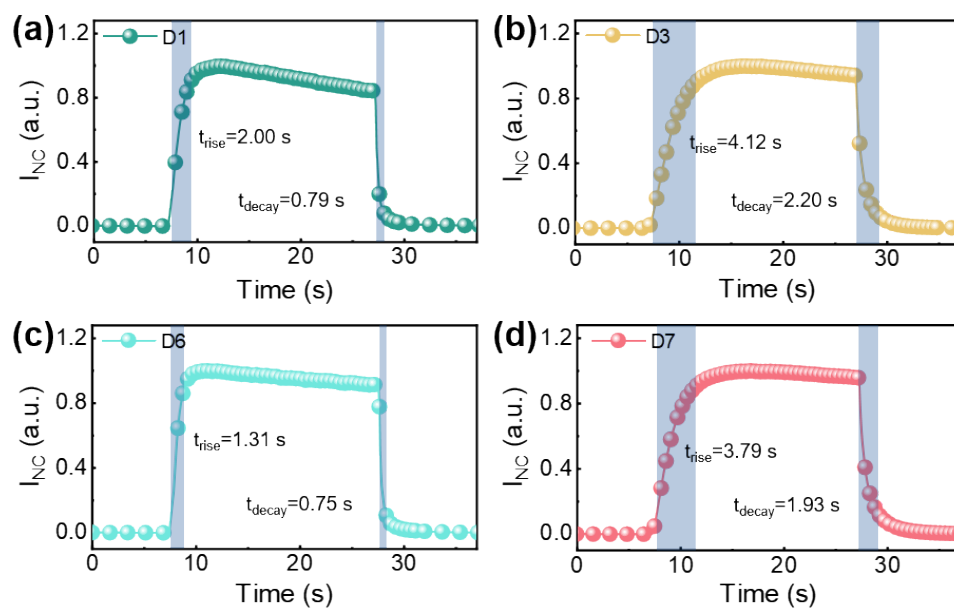 (a)
D1
1.2
0.8
0.4
0.0
I_NC (a.u.)
t_rise=2.00 s
t_decay=0.79 s
0 10 20 30
Time (s)
(b)
D3
1.2
0.8
0.4
0.0
I_NC (a.u.)
t_rise=4.12 s
t_decay=2.20 s
0 10 20 30
Time (s)
(c)
D6
1.2
0.8
0.4
0.0
I_NC (a.u.)
t_rise=1.31 s
t_decay=0.75 s
0 10 20 30
Time (s)
(d)
D7
1.2
0.8
0.4
0.0
I_NC (a.u.)
t_rise=3.79 s
t_decay=1.93 s
0 10 20 30
Time (s)